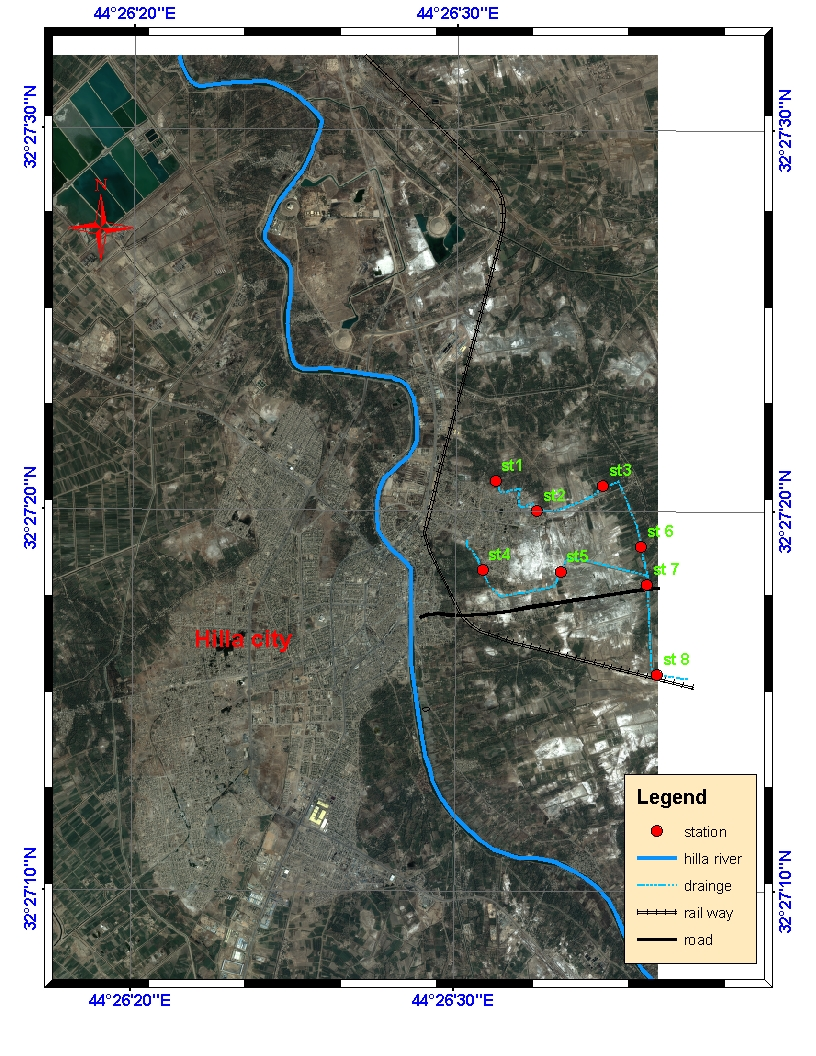 44°26'20"E 44°26'30"E
32°27'30"N 32°27'30"N
N
st1 st3
st2
32°27'20"N 32°27'20"N
st 6
st4 st5 st 7
Hilla city
st 8
Legend
station
hilla river
drainge
rail way
road
32°27'10"N 32°27'10"N
44°26'20"E 44°26'30"E